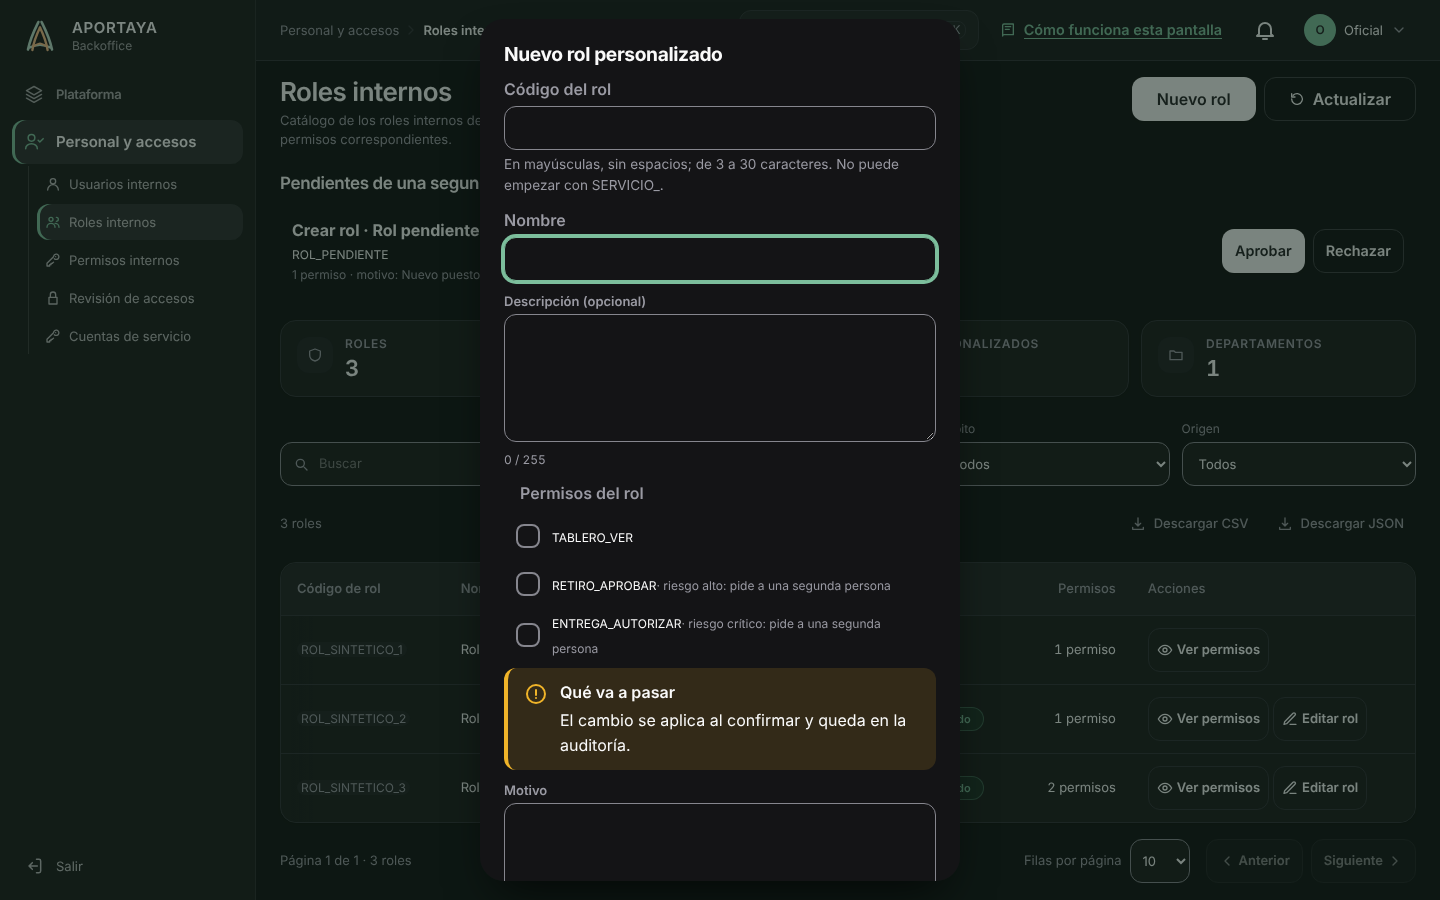 APORTAYA
Backoffice
Plataforma
Personal y accesos
Usuarios internos
Roles internos
Permisos internos
Revisión de accesos
Cuentas de servicio
Salir
Personal y accesos
Roles inte
Cómo funciona esta pantalla
O
Oficial
Roles internos
Catálogo de los roles internos de
permisos correspondientes.
Nuevo rol
Actualizar
Pendientes de una segun
Crear rol · Rol pendiente
ROL_PENDIENTE
1 permiso · motivo: Nuevo puesto
Aprobar
Rechazar
ROLES
3
ONALIZADOS
DEPARTAMENTOS
1
Buscar
bito
odos
Origen
Todos
3 roles
Descargar CSV
Descargar JSON
Código de rol
Nor
Permisos
Acciones
ROL_SINTETICO_1
Rol
1 permiso
Ver permisos
ROL_SINTETICO_2
Rol
do
1 permiso
Ver permisos
Editar rol
ROL_SINTETICO_3
Rol
do
2 permisos
Ver permisos
Editar rol
Página 1 de 1 · 3 roles
Filas por página
10
Anterior
Siguiente
Nuevo rol personalizado
Código del rol
En mayúsculas, sin espacios; de 3 a 30 caracteres. No puede
empezar con SERVICIO_.
Nombre
Descripción (opcional)
0 / 255
Permisos del rol
TABLERO_VER
RETIRO_APROBAR· riesgo alto: pide a una segunda persona
ENTREGA_AUTORIZAR· riesgo crítico: pide a una segunda
persona
Qué va a pasar
El cambio se aplica al confirmar y queda en la
auditoría.
Motivo